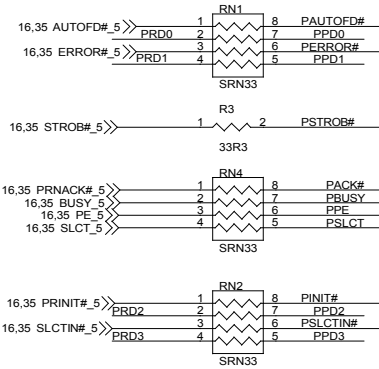 RN1
16,35 AUTOFD#_5 1 8 PAUTOFD#
PRD0 2 7 PPD0
16,35 ERROR#_5 3 6 PERROR#
PRD1 4 5 PPD1
SRN33
R3
16,35 STROB#_5 1 2 PSTROB#
33R3
RN4
16,35 PRNACK#_5 1 8 PACK#
16,35 BUSY_5 2 7 PBUSY
16,35 PE_5 3 6 PPE
16,35 SLCT_5 4 5 PSLCT
SRN33
RN2
16,35 PRINIT#_5 1 8 PINIT#
PRD2 2 7 PPD2
16,35 SLCTIN#_5 3 6 PSLCTIN#
PRD3 4 5 PPD3
SRN33